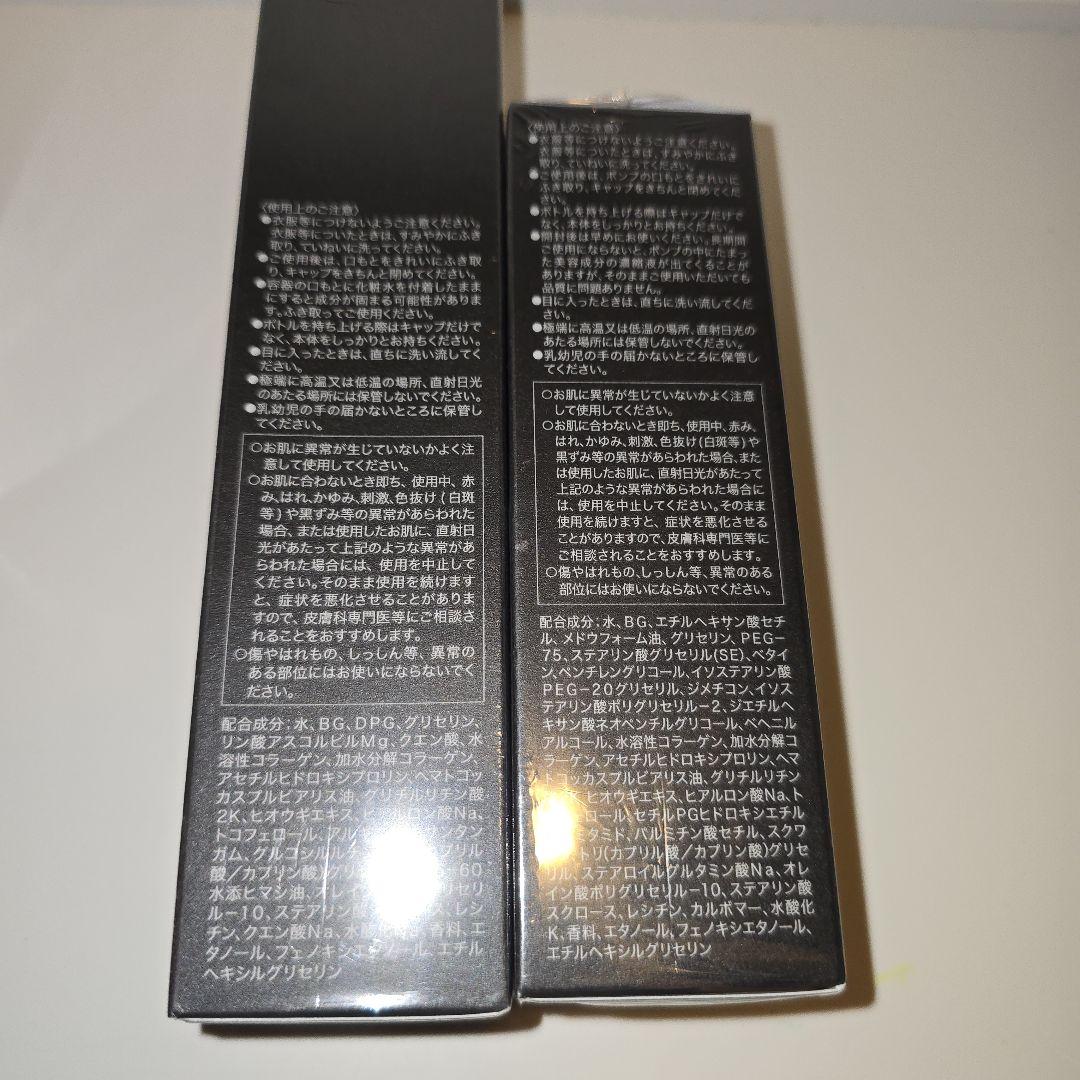 〈使用上のご注意〉
●衣服等につけないようご注意ください。
衣服等についたときは、すみやかにふき
取り、ていねいに洗ってください。
●ご使用後は、口もとをきれいにふき取
り、キャップをきちんと閉めてください。
●容器の口もとに化粧水を付着したまま
にすると成分が固まる可能性がありま
す。ふき取ってご使用ください。
●ボトルを持ち上げる際はキャップだけで
なく、本体をしっかりとお持ちください。
●目に入ったときは、直ちに洗い流してく
ださい。
●極端に高温又は低温の場所、直射日光
のあたる場所には保管しないでください。
●乳幼児の手の届かないところに保管し
てください。
○お肌に異常が生じていないかよく注
意して使用してください。
○お肌に合わないとき即ち、使用中、赤
み、はれ、かゆみ、刺激、色抜け(白斑
等)や黒ずみ等の異常があらわれた
場合、または使用したお肌に、直射日
光があたって上記のような異常があ
らわれた場合には、使用を中止して
ください。そのまま使用を続けます
と、症状を悪化させることがありま
すので、皮膚科専門医等にご相談さ
れることをおすすめします。
○傷やはれもの、しっしん等、異常の
ある部位にはお使いにならないでく
ださい。
配合成分:水、BG、DPG、グリセリン、
リン酸アスコルビルMg、クエン酸、水
溶性コラーゲン、加水分解コラーゲン、
アセチルヒドロキシプロリン、ヘマトコッ
カスプルビアリス油、グリチルリチン酸
2K、ヒオウギエキス、ヒアルロン酸Na、
トコフェロール、アル ンタン
ガム、グルコシルル プリル
酸/カプリン酸)グリ -60
水添ヒマシ油、オレイ リセリ
ル-10、ステアリン酸 ス、レシ
チン、クエン酸Na、水酸化 、香料、エ
タノール、フェノキシエタノール、エチル
ヘキシルグリセリン
〈使用上のご注意〉
●衣服等につけないようご注意ください。
衣服等についたときは、すみやかにふき
取り、ていねいに洗ってください。
●ご使用後は、ポンプの口もとをきれいに
ふき取り、キャップをきちんと閉めてくださ
い。
●ボトルを持ち上げる際はキャップだけで
なく、本体をしっかりとお持ちください。
●開封後は早めにお使いください。長期間
ご使用にならないと、ポンプの中にたまっ
た美容成分の濃縮液が出てくることが
ありますが、そのままご使用いただいても
品質に問題ありません。
●目に入ったときは、直ちに洗い流してくだ
さい。
●極端に高温又は低温の場所、直射日光の
あたる場所には保管しないでください。
●乳幼児の手の届かないところに保管し
てください。
○お肌に異常が生じていないかよく注意
して使用してください。
○お肌に合わないとき即ち、使用中、赤み、
はれ、かゆみ、刺激、色抜け(白斑等)や
黒ずみ等の異常があらわれた場合、また
は使用したお肌に、直射日光があたって
上記のような異常があらわれた場合に
は、使用を中止してください。そのまま
使用を続けますと、症状を悪化させる
ことがありますので、皮膚科専門医等に
ご相談されることをおすすめします。
○傷やはれもの、しっしん等、異常のある
部位にはお使いにならないでください。
配合成分:水、BG、エチルヘキサン酸セチ
ル、メドウフォーム油、グリセリン、PEG-
75、ステアリン酸グリセリル(SE)、ベタ
イン、ペンチレングリコール、イソステアリン酸
PEG-20グリセリル、ジメチコン、イソス
テアリン酸ポリグリセリル-2、ジエチルヘ
キサン酸ネオペンチルグリコール、ベヘニル
アルコール、水溶性コラーゲン、加水分解コ
ラーゲン、アセチルヒドロキシプロリン、ヘマ
トコッカスプルビアリス油、グリチルリチン
、ヒオウギエキス、ヒアルロン酸Na、ト
ロール、セチルPGヒドロキシエチル
ミタミド、パルミチン酸セチル、スクワ
トリ(カプリル酸/カプリン酸)グリセ
リル、ステアロイルグルタミン酸Na、オレ
イン酸ポリグリセリル-10、ステアリン酸
スクロース、レシチン、カルボマー、水酸化
K、香料、エタノール、フェノキシエタノール、
エチルヘキシルグリセリン